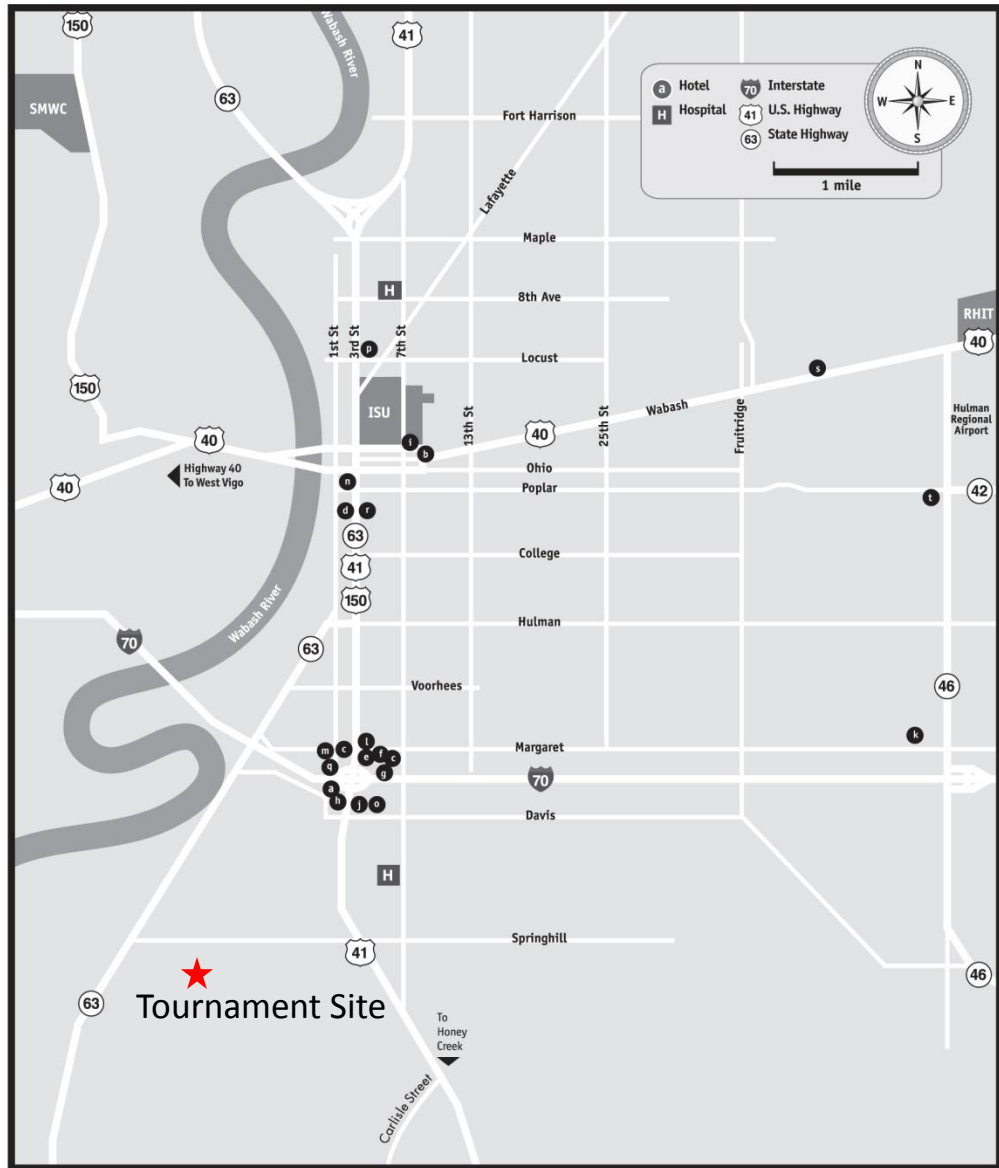 150
41
Wabash River
63
SMWC
a Hotel
H Hospital
70 Interstate
41 U.S. Highway
63 State Highway
N
W E
S
1 mile
Fort Harrison
Lafayette
Maple
H
8th Ave
1st St
3rd St
7th St
p
Locust
RHIT
40
s
150
ISU
13th St
25th St
Fruitridge
Wabash
Hulman
Regional
Airport
40
40
i
b
Highway 40
To West Vigo
40
Ohio
n
Poplar
42
t
d
r
63
College
41
150
Wabash River
Hulman
70
63
Voorhees
46
k
l
m
c
e
f
c
Margaret
q
g
70
a
h
j
o
Davis
H
Springhill
41
46
Tournament Site
63
To
Honey
Creek
Carlisle Street